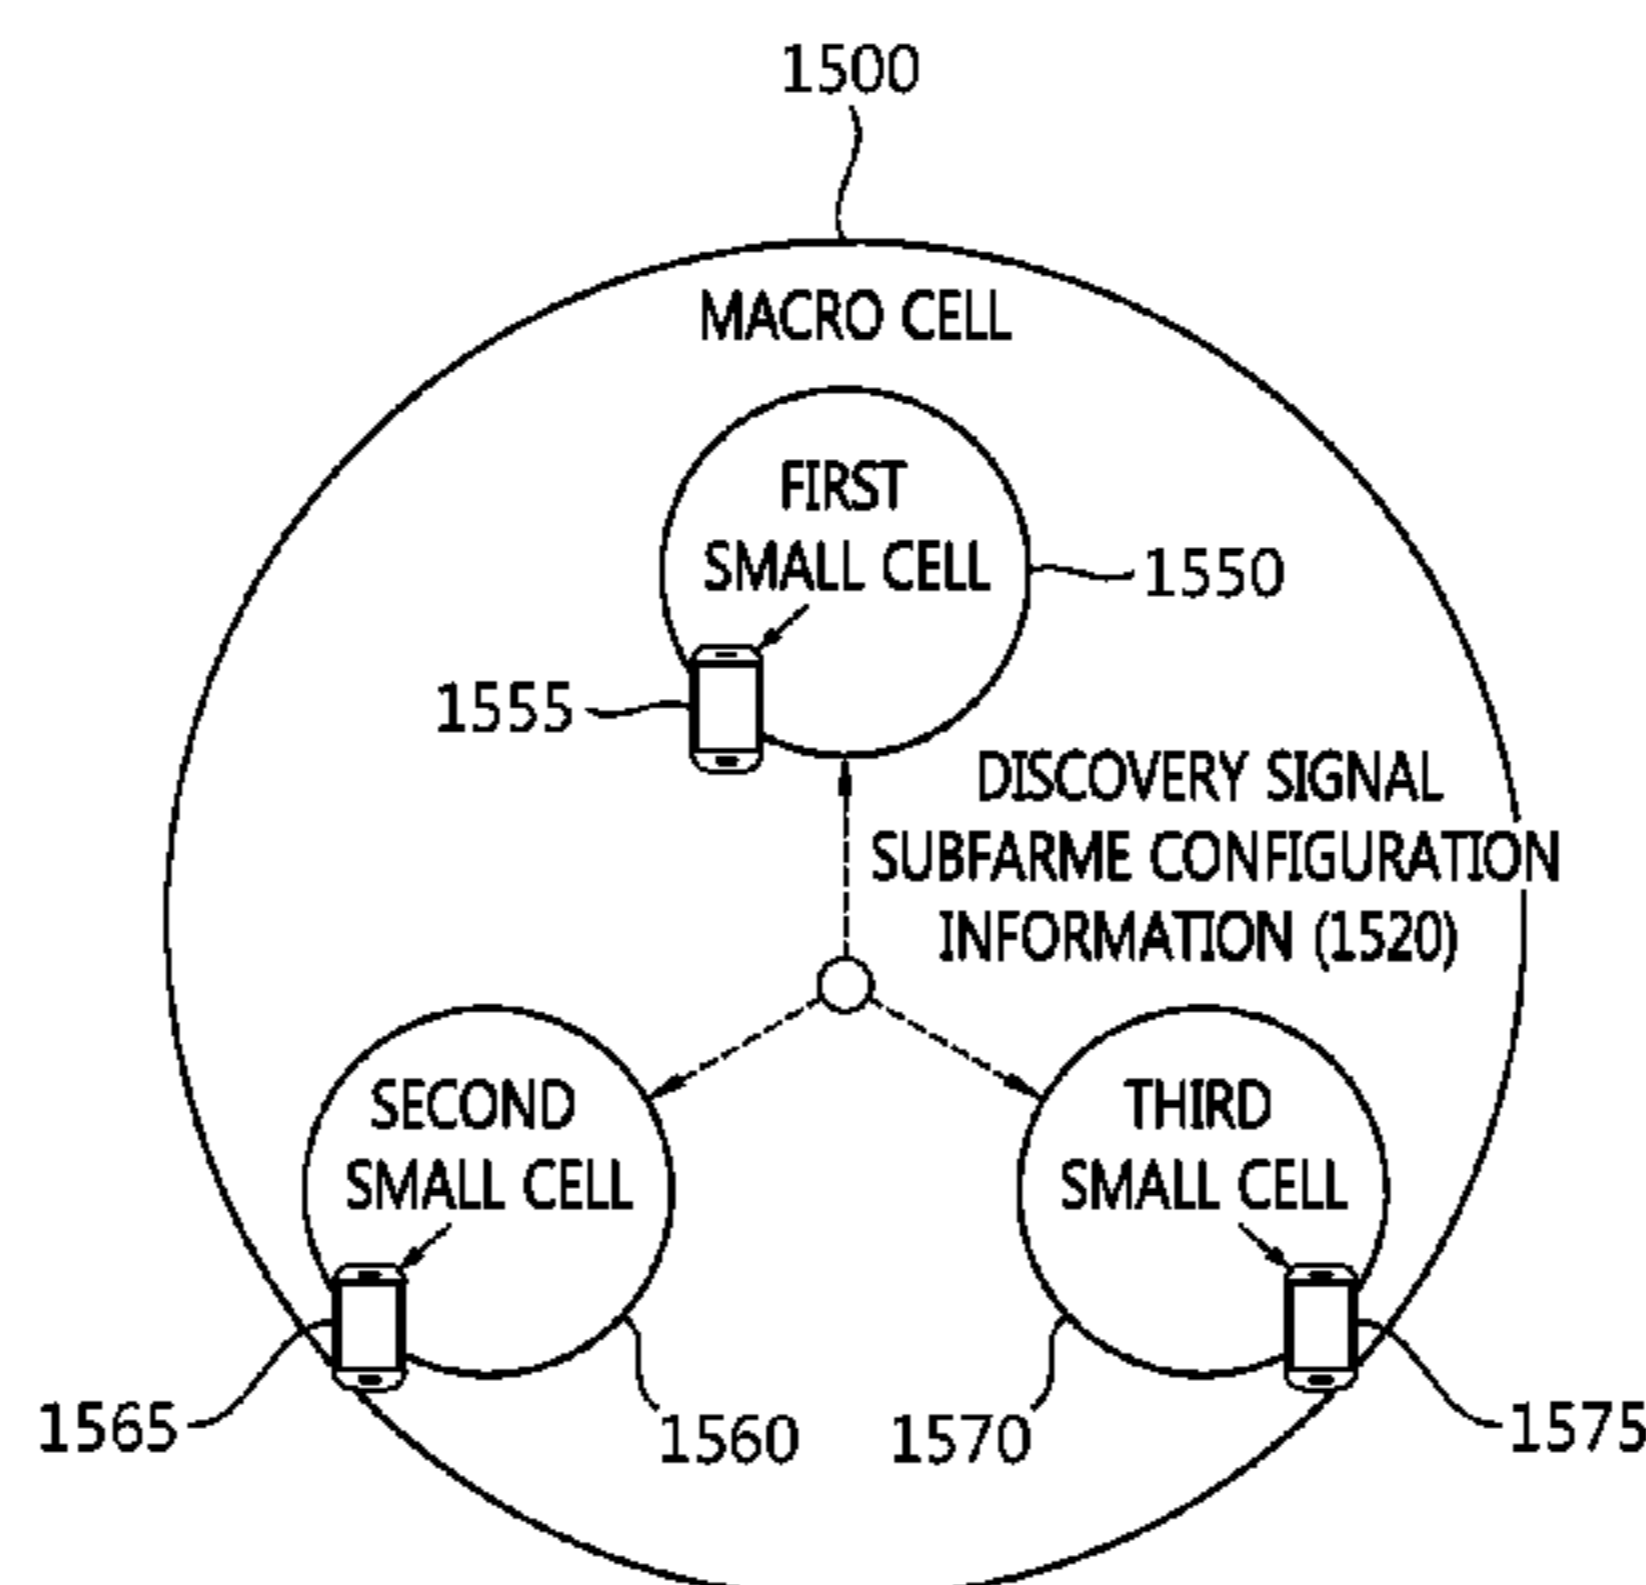 1500
MACRO CELL
FIRST
SMALL CELL
1550
1555
DISCOVERY SIGNAL
SUBFARME CONFIGURATION
INFORMATION (1520)
SECOND
SMALL CELL
THIRD
SMALL CELL
1565
1560
1570
1575